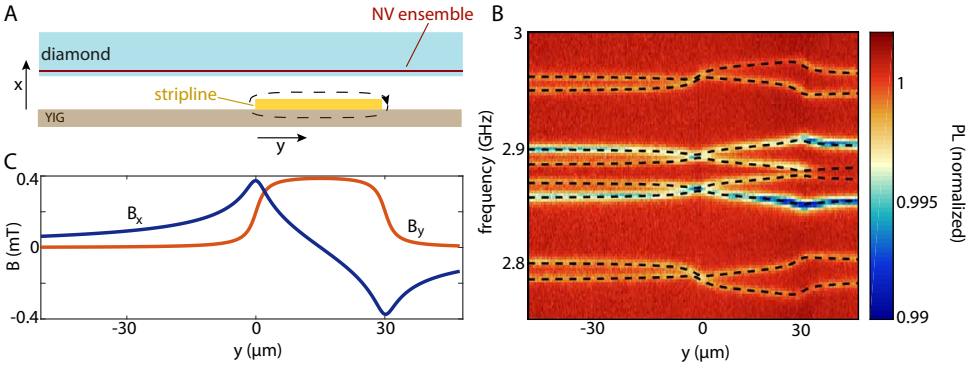 A
NV ensemble
diamond
x
stripline
YIG
y
B
3
2.9
2.8
frequency (GHz)
-30
0
30
y (μm)
1
0.995
0.99
PL (normalized)
C
0.4
0
-0.4
B (mT)
Bx
By
-30
0
30
y (μm)